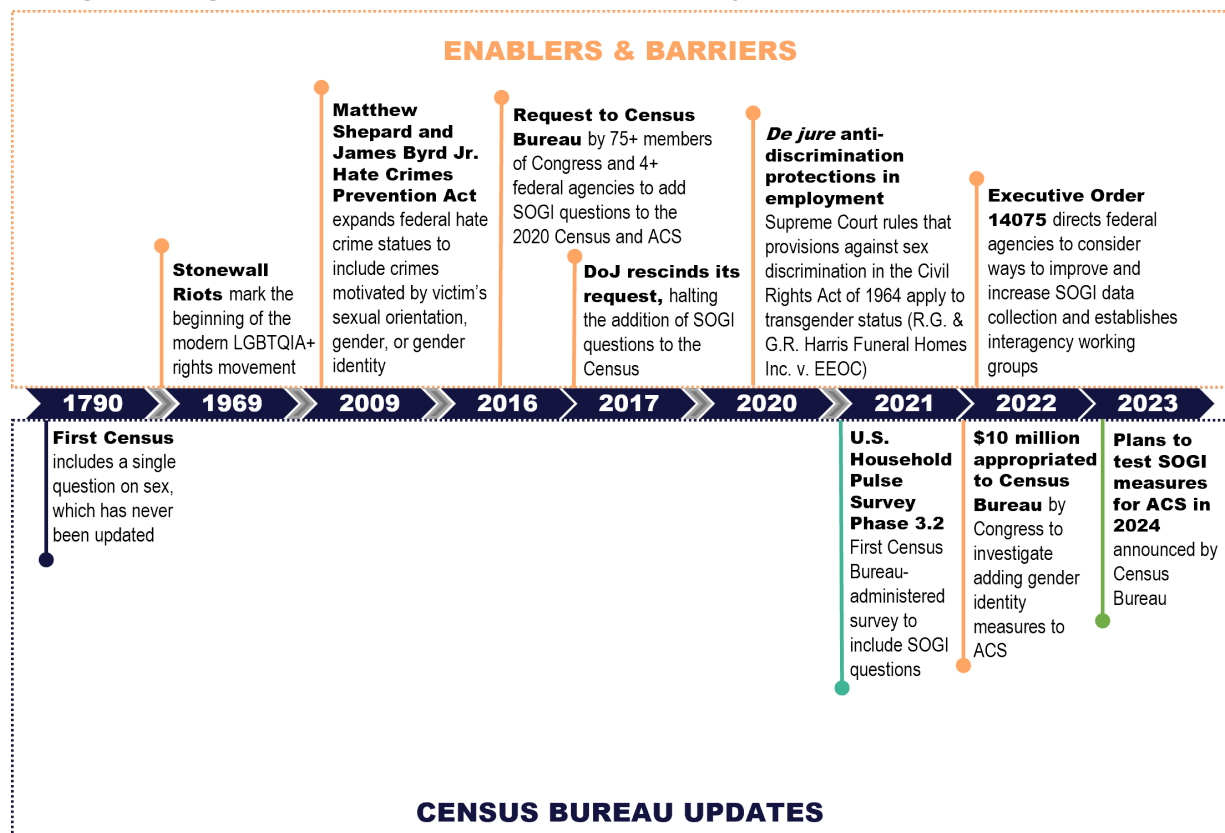 ENABLERS & BARRIERS
Matthew
Shepard and
James Byrd Jr.
Hate Crimes
Prevention Act
expands federal hate
crime statues to
include crimes
motivated by victim's
sexual orientation,
gender, or gender
identity
Request to Census
Bureau by 75+ members
of Congress and 4+
federal agencies to add
SOGI questions to the
2020 Census and ACS
De jure anti-
discrimination
protections in
employment
Supreme Court rules that
provisions against sex
discrimination in the Civil
Rights Act of 1964 apply to
transgender status (R.G. &
G.R. Harris Funeral Homes
Inc. v. EEOC)
Executive Order
14075 directs federal
agencies to consider
ways to improve and
increase SOGI data
collection and establishes
interagency working
groups
Stonewall
Riots mark the
beginning of the
modern LGBTQIA+
rights movement
DoJ rescinds its
request, halting
the addition of SOGI
questions to the
Census
1790 1969 2009 2016 2017 2020 2021 2022 2023
First Census
includes a single
question on sex,
which has never
been updated
U.S.
Household
Pulse
Survey
Phase 3.2
First Census
Bureau-
administered
survey to
include SOGI
questions
$10 million
appropriated
to Census
Bureau by
Congress to
investigate
adding gender
identity
measures to
ACS
Plans to
test SOGI
measures
for ACS in
2024
announced by
Census
Bureau
CENSUS BUREAU UPDATES